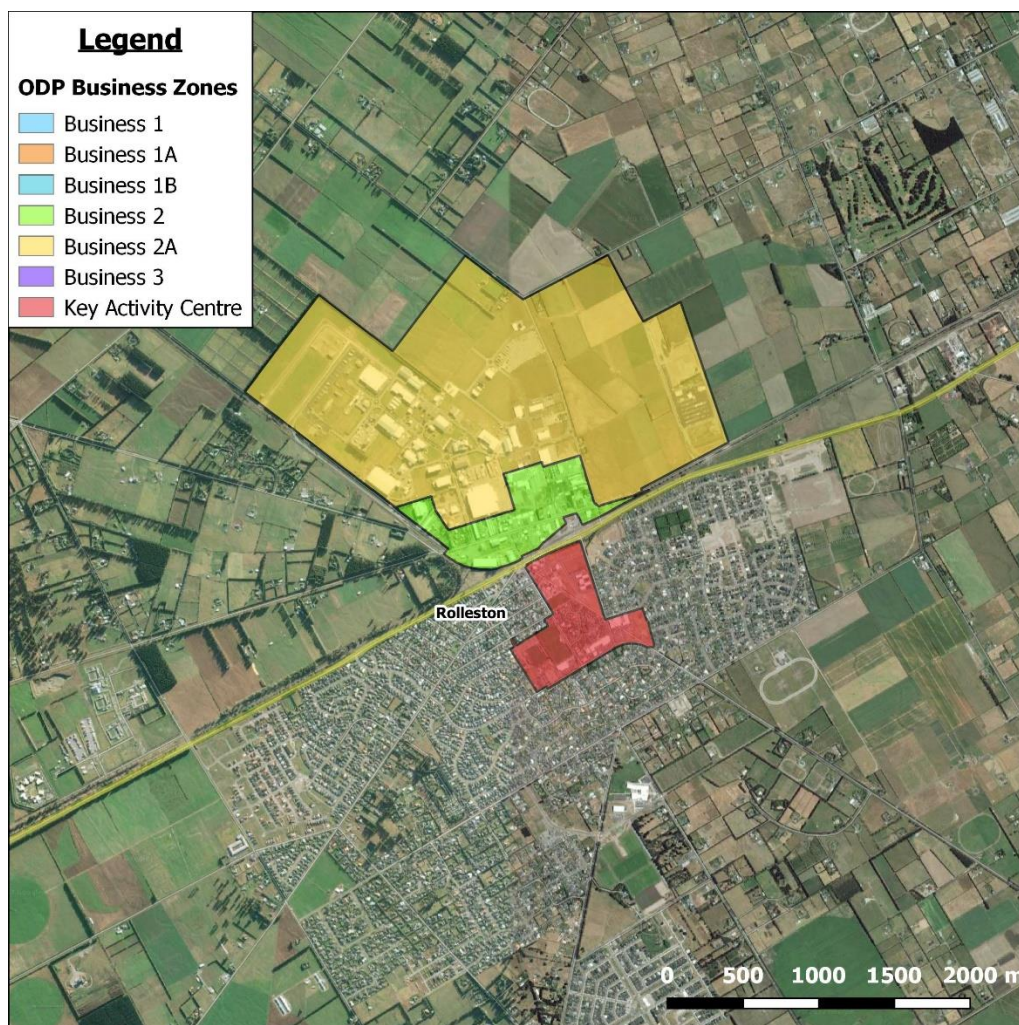 Legend
ODP Business Zones
Business 1
Business 1A
Business 1B
Business 2
Business 2A
Business 3
Key Activity Centre
Rolleston
0 500 1000 1500 2000 m